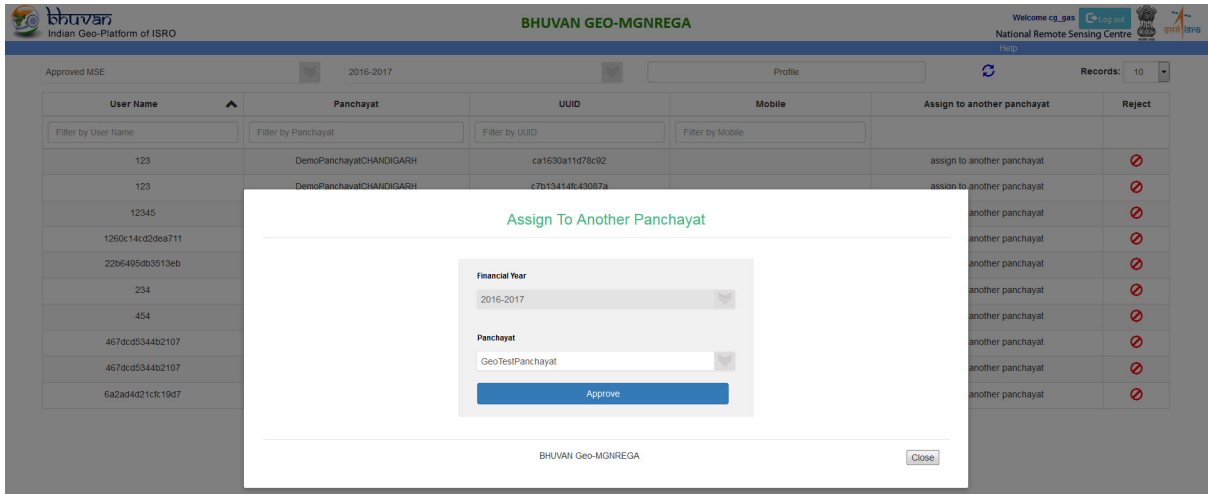 bhuvan
Indian Geo-Platform of ISRO
BHUVAN GEO-MGNREGA
Welcome cg_gas Log out
National Remote Sensing Centre
इसरो isro
Help
Approved MSE 2016-2017 Profile Records: 10
User Name Panchayat UUID Mobile Assign to another panchayat Reject
Filter by User Name Filter by Panchayat Filter by UUID Filter by Mobile
123 DemoPanchayatCHANDIGARH ca1630a11d78c92 assign to another panchayat
123 DemoPanchayatCHANDIGARH c7b13414fc43087a assign to another panchayat
12345 another panchayat
1260c14cd2dea711 another panchayat
22b6495db3513eb another panchayat
234 another panchayat
454 another panchayat
467dcd5344b2107 another panchayat
467dcd5344b2107 another panchayat
6a2ad4d21cfc19d7 another panchayat
Assign To Another Panchayat
Financial Year
2016-2017
Panchayat
GeoTestPanchayat
Approve
BHUVAN Geo-MGNREGA
Close